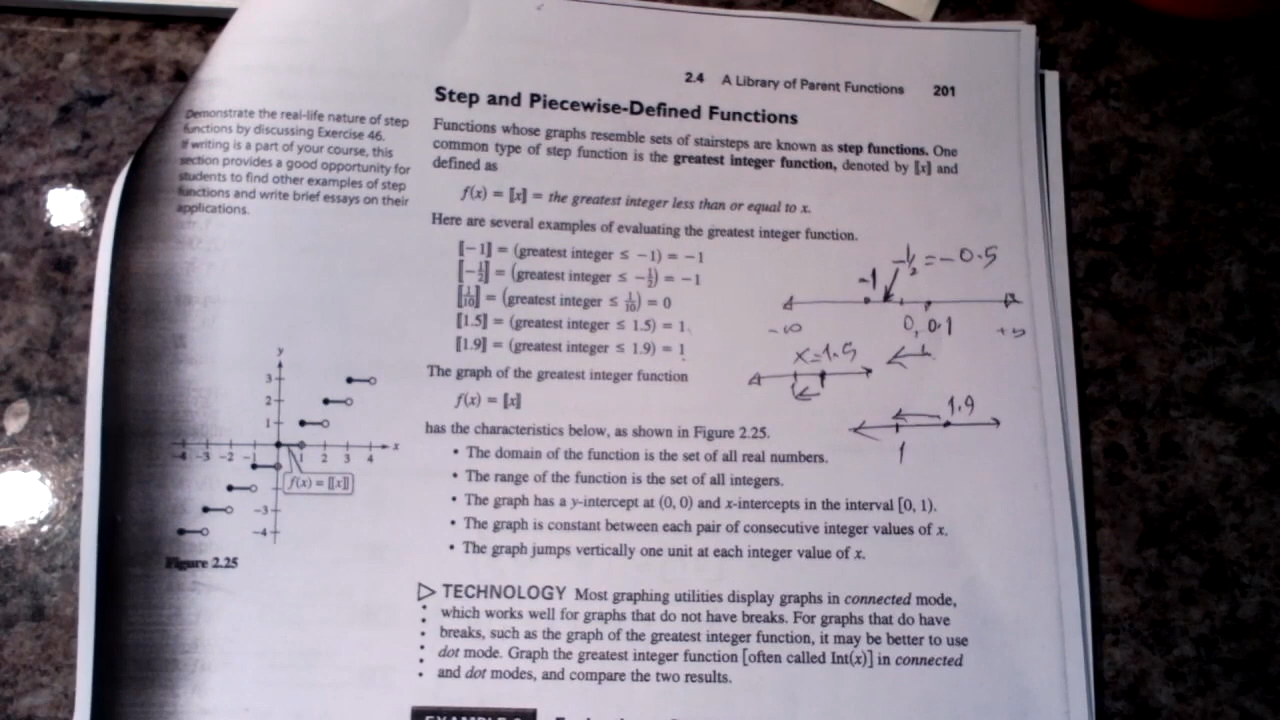 2.4 A Library of Parent Functions 201
Demonstrate the real-life nature of step
functions by discussing Exercise 46.
If writing is a part of your course, this
section provides a good opportunity for
students to find other examples of step
functions and write brief essays on their
applications.
Step and Piecewise-Defined Functions
Functions whose graphs resemble sets of stairsteps are known as step functions. One
common type of step function is the greatest integer function, denoted by ⟦x⟧ and
defined as
f(x) = ⟦x⟧ = the greatest integer less than or equal to x.
Here are several examples of evaluating the greatest integer function.
⟦-1⟧ = (greatest integer ≤ -1) = -1
⟦-1/2⟧ = (greatest integer ≤ -1/2) = -1
⟦1/10⟧ = (greatest integer ≤ 1/10) = 0
⟦1.5⟧ = (greatest integer ≤ 1.5) = 1
⟦1.9⟧ = (greatest integer ≤ 1.9) = 1
-1/2 = -0.5
-1
-∞ 0, 0.1 +∞
x=1.5
1.9
1
The graph of the greatest integer function
f(x) = ⟦x⟧
has the characteristics below, as shown in Figure 2.25.
• The domain of the function is the set of all real numbers.
• The range of the function is the set of all integers.
• The graph has a y-intercept at (0, 0) and x-intercepts in the interval [0, 1).
• The graph is constant between each pair of consecutive integer values of x.
• The graph jumps vertically one unit at each integer value of x.
y
3
2
1
-4 -3 -2 -1 1 2 3 4 x
f(x) = ⟦x⟧
-3
-4
Figure 2.25
▷ TECHNOLOGY Most graphing utilities display graphs in connected mode,
which works well for graphs that do not have breaks. For graphs that do have
breaks, such as the graph of the greatest integer function, it may be better to use
dot mode. Graph the greatest integer function [often called Int(x)] in connected
and dot modes, and compare the two results.